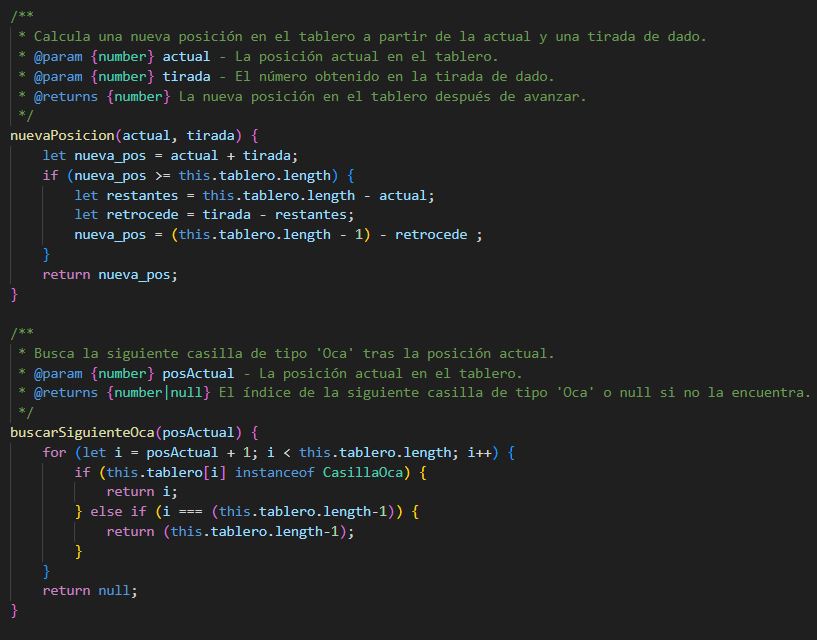 /**
 * Calcula una nueva posición en el tablero a partir de la actual y una tirada de dado.
 * @param {number} actual - La posición actual en el tablero.
 * @param {number} tirada - El número obtenido en la tirada de dado.
 * @returns {number} La nueva posición en el tablero después de avanzar.
 */
nuevaPosicion(actual, tirada) {
    let nueva_pos = actual + tirada;
    if (nueva_pos >= this.tablero.length) {
        let restantes = this.tablero.length - actual;
        let retrocede = tirada - restantes;
        nueva_pos = (this.tablero.length - 1) - retrocede ;
    }
    return nueva_pos;
}

/**
 * Busca la siguiente casilla de tipo 'Oca' tras la posición actual.
 * @param {number} posActual - La posición actual en el tablero.
 * @returns {number|null} El índice de la siguiente casilla de tipo 'Oca' o null si no la encuentra.
 */
buscarSiguienteOca(posActual) {
    for (let i = posActual + 1; i < this.tablero.length; i++) {
        if (this.tablero[i] instanceof CasillaOca) {
            return i;
        } else if (i === (this.tablero.length-1)) {
            return (this.tablero.length-1);
        }
    }
    return null;
}